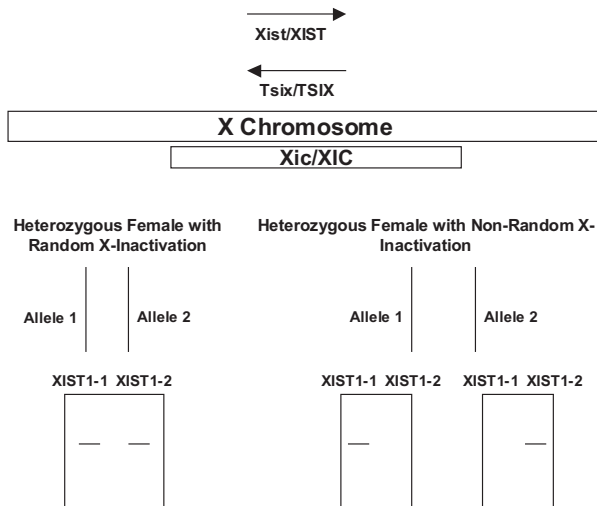 Xist/XIST
Tsix/TSIX
X Chromosome
Xic/XIC
Heterozygous Female with
Random X-Inactivation
Heterozygous Female with Non-Random X-
Inactivation
Allele 1
Allele 2
Allele 1
Allele 2
XIST1-1 XIST1-2
XIST1-1 XIST1-2
XIST1-1 XIST1-2